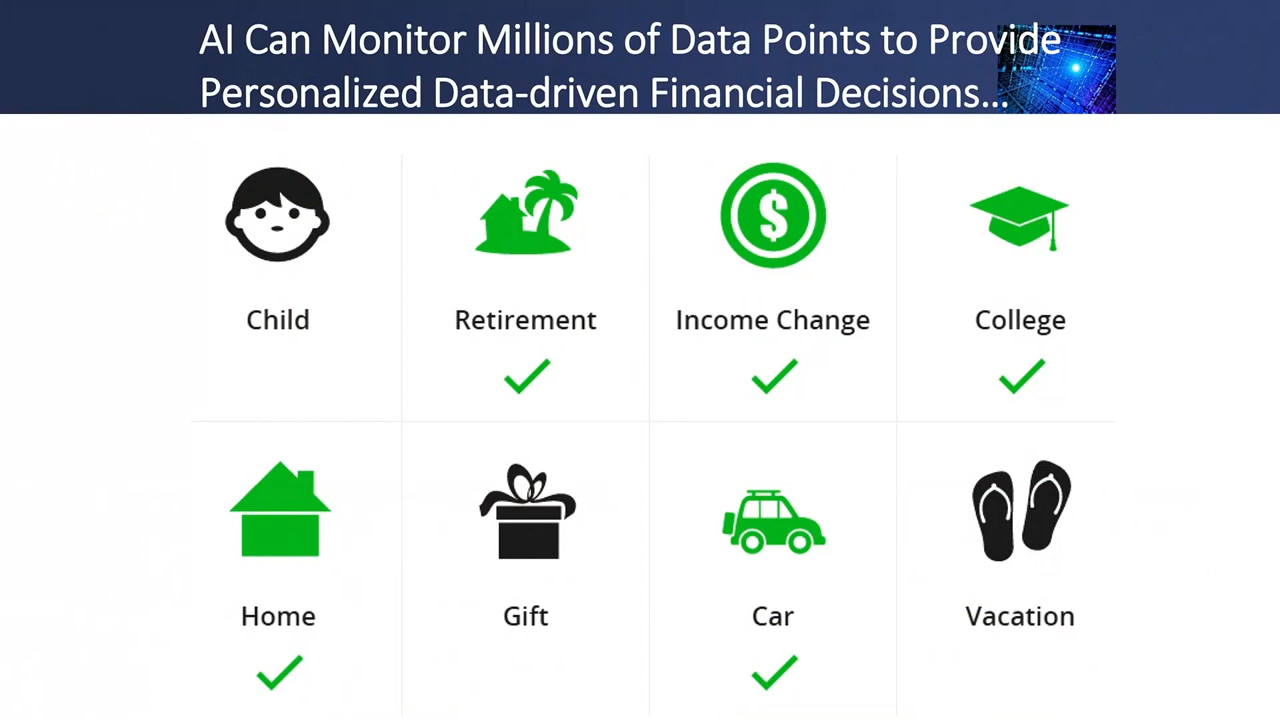 AI Can Monitor Millions of Data Points to Provide
Personalized Data-driven Financial Decisions...
Child
Retirement
Income Change
College
Home
Gift
Car
Vacation